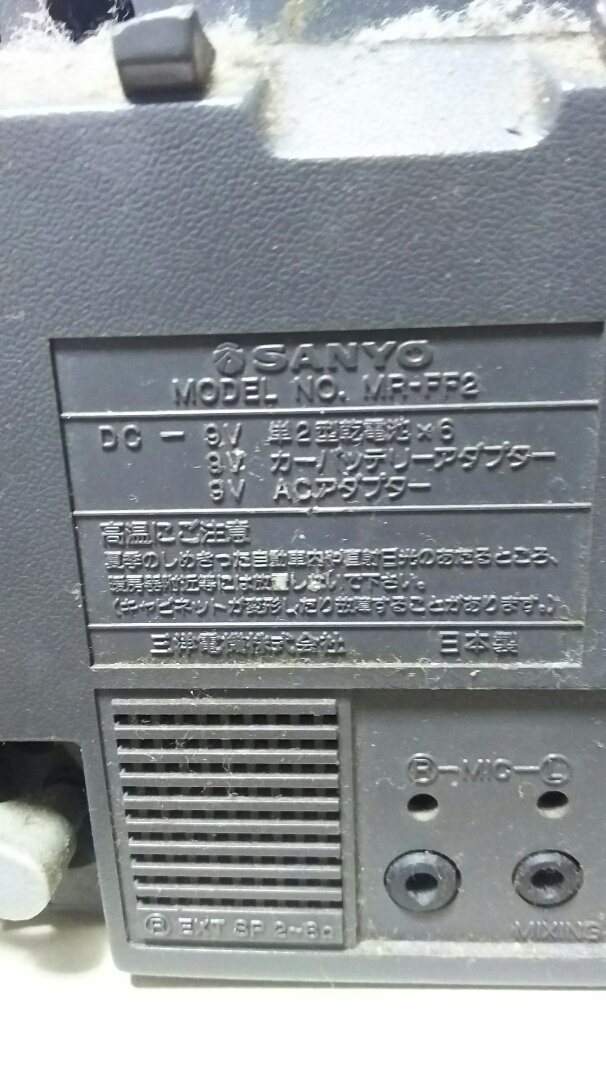 SANYO
MODEL NO. MR-FF2
DC — 9V 単2型乾電池×6
9V カーバッテリーアダプター
9V ACアダプター
高温にご注意
夏季のしめきった自動車内や直射日光のあたるところ、
暖房器附近等には放置しないで下さい。
(キャビネットが変形したり故障することがあります。)
三洋電機株式会社 日本製
R—MIC—L
R EXT SP 2~8Ω
MIXING